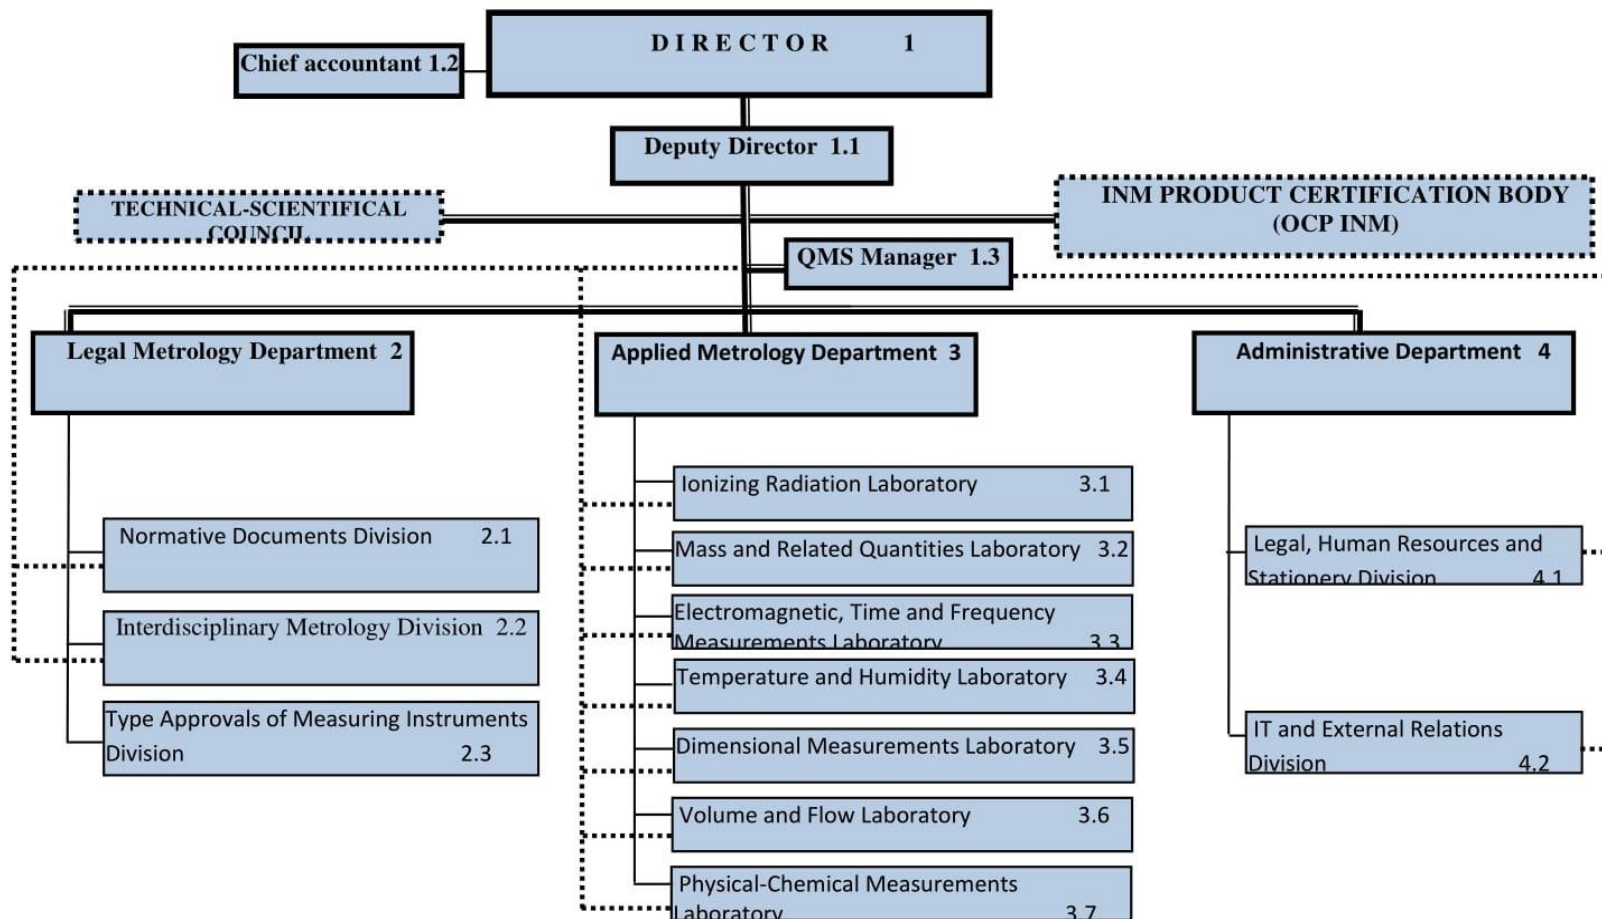 D I R E C T O R 1
Chief accountant 1.2
Deputy Director 1.1
TECHNICAL-SCIENTIFICAL
COUNCIL
INM PRODUCT CERTIFICATION BODY
(OCP INM)
QMS Manager 1.3
Legal Metrology Department 2
Applied Metrology Department 3
Administrative Department 4
Normative Documents Division 2.1
Interdisciplinary Metrology Division 2.2
Type Approvals of Measuring Instruments
Division 2.3
Ionizing Radiation Laboratory 3.1
Mass and Related Quantities Laboratory 3.2
Electromagnetic, Time and Frequency
Measurements Laboratory 3.3
Temperature and Humidity Laboratory 3.4
Dimensional Measurements Laboratory 3.5
Volume and Flow Laboratory 3.6
Physical-Chemical Measurements
Laboratory 3.7
Legal, Human Resources and
Stationery Division 4.1
IT and External Relations
Division 4.2